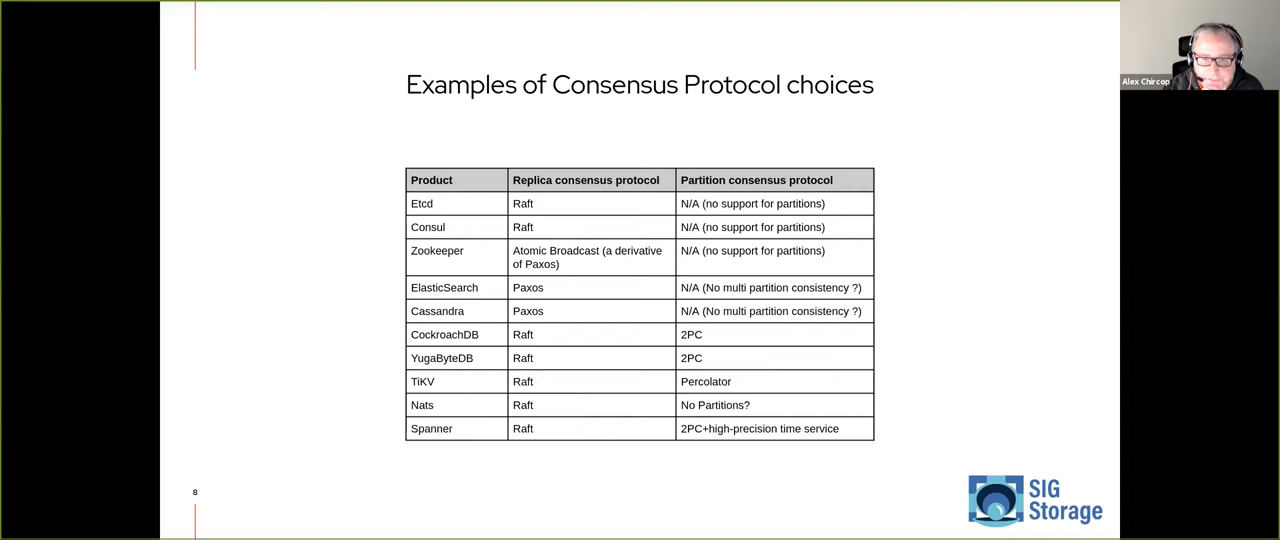 Examples of Consensus Protocol choices
Alex Chircop
Product Replica consensus protocol Partition consensus protocol
Etcd Raft N/A (no support for partitions)
Consul Raft N/A (no support for partitions)
Zookeeper Atomic Broadcast (a derivative of Paxos) N/A (no support for partitions)
ElasticSearch Paxos N/A (No multi partition consistency ?)
Cassandra Paxos N/A (No multi partition consistency ?)
CockroachDB Raft 2PC
YugaByteDB Raft 2PC
TiKV Raft Percolator
Nats Raft No Partitions?
Spanner Raft 2PC+high-precision time service
8
SIG
Storage